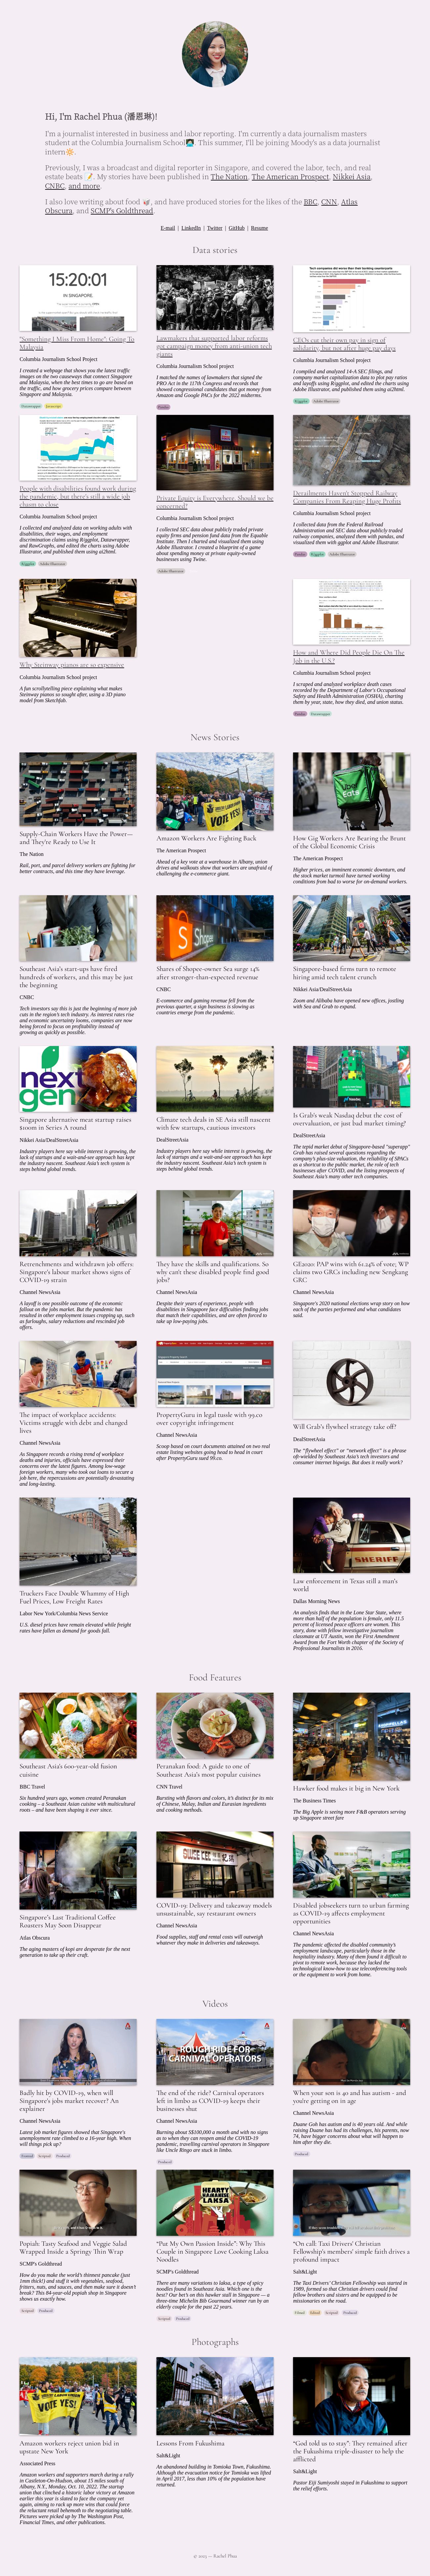 Hi, I'm Rachel Phua (潘恩琳)!
I'm a journalist interested in business and labor reporting. I'm currently a data journalism masters
student at the Columbia Journalism School👩🏻‍💻. This summer, I'll be joining Moody's as a data journalist
intern🔆.
Previously, I was a broadcast and digital reporter in Singapore, and covered the labor, tech, and real
estate beats 📝. My stories have been published in The Nation, The American Prospect, Nikkei Asia,
CNBC, and more.
I also love writing about food 🥡, and have produced stories for the likes of the BBC, CNN, Atlas
Obscura, and SCMP's Goldthread.
E-mail | LinkedIn | Twitter | GitHub | Resume
Data stories
15:20:01
IN SINGAPORE.
"Something I Miss From Home": Going To
Malaysia
Columbia Journalism School Project
I created a webpage that shows you the latest traffic
images on the two causeways that connect Singapore
and Malaysia, when the best times to go are based on
the traffic, and how grocery prices compare between
Singapore and Malaysia.
Datawrapper Javascript
Lawmakers that supported labor reforms
got campaign money from anti-union tech
giants
Columbia Journalism school project
I matched the names of lawmakers that signed the
PRO Act in the 117th Congress and records that
showed congressional candidates that got money from
Amazon and Google PACs for the 2022 midterms.
Pandas
CEOs cut their own pay in sign of
solidarity, but not after huge pay days
Columbia Journalism School project
I compiled and analyzed 14-A SEC filings, and
company market capitalization data to plot pay ratios
and layoffs using R/ggplot, and edited the charts using
Adobe Illustrator, and published them using ai2html.
R/ggplot Adobe Illustrator
People with disabilities found work during
the pandemic, but there's still a wide job
chasm to close
Columbia Journalism School project
I collected and analyzed data on working adults with
disabilities, their wages, and employment
discrimination claims using R/ggplot, Datawrapper,
and RawGraphs, edited the charts using Adobe
Illustrator, and published them using ai2html.
R/ggplot Adobe Illustrator
Private Equity is Everywhere. Should we be
concerned?
Columbia Journalism School project
I collected SEC data about publicly traded private
equity firms and pension fund data from the Equable
Institute. Then I charted and visualized them using
Adobe Illustrator. I created a blueprint of a game
about spending money at private equity-owned
businesses using Twine.
Adobe Illustrator
Derailments Haven't Stopped Railway
Companies From Reaping Huge Profits
Columbia Journalism School project
I collected data from the Federal Railroad
Administration and SEC data about publicly traded
railway companies, analyzed them with pandas, and
visualized them with ggplot and Adobe Illustrator.
Pandas R/ggplot Adobe Illustrator
Why Steinway pianos are so expensive
Columbia Journalism School project
A fun scrollytelling piece explaining what makes
Steinway pianos so sought after, using a 3D piano
model from Sketchfab.
How and Where Did People Die On The
Job in the U.S.?
Columbia Journalism School project
I scraped and analyzed workplace death cases
recorded by the Department of Labor's Occupational
Safety and Health Administration (OSHA), charting
them by year, state, how they died, and union status.
Pandas Datawrapper
News Stories
Supply-Chain Workers Have the Power—
and They're Ready to Use It
The Nation
Rail, port, and parcel delivery workers are fighting for
better contracts, and this time they have leverage.
VOTE YES!
Amazon Workers Are Fighting Back
The American Prospect
Ahead of a key vote at a warehouse in Albany, union
drives and walkouts show that workers are unafraid of
challenging the e-commerce grant.
Eats
How Gig Workers Are Bearing the Brunt
of the Global Economic Crisis
The American Prospect
Higher prices, an imminent economic downturn, and
the stock market turmoil have turned working
conditions from bad to worse for on-demand workers.
Southeast Asia's start-ups have fired
hundreds of workers, and this may be just
the beginning
CNBC
Tech investors say this is just the beginning of more job
cuts in the region's tech industry. As interest rates rise
and economic uncertainty looms, companies are now
being forced to focus on profitability instead of
growing as quickly as possible.
Shopee
Shares of Shopee-owner Sea surge 14%
after stronger-than-expected revenue
CNBC
E-commerce and gaming revenue fell from the
previous quarter, a sign business is slowing as
countries emerge from the pandemic.
Singapore-based firms turn to remote
hiring amid tech talent crunch
Nikkei Asia/DealStreetAsia
Zoom and Alibaba have opened new offices, jostling
with Sea and Grab to expand.
next
gen
Singapore alternative meat startup raises
$100m in Series A round
Nikkei Asia/DealStreetAsia
Industry players here say while interest is growing, the
lack of startups and a wait-and-see approach has kept
the industry nascent. Southeast Asia's tech system is
steps behind global trends.
Climate tech deals in SE Asia still nascent
with few startups, cautious investors
DealStreetAsia
Industry players here say while interest is growing, the
lack of startups and a wait-and-see approach has kept
the industry nascent. Southeast Asia's tech system is
steps behind global trends.
Is Grab's weak Nasdaq debut the cost of
overvaluation, or just bad market timing?
DealStreetAsia
The tepid market debut of Singapore-based "superapp"
Grab has raised several questions regarding the
company's plus-size valuation, the reliability of SPACs
as a shortcut to the public market, the role of tech
businesses after COVID, and the listing prospects of
Southeast Asia's many other tech companies.
Retrenchments and withdrawn job offers:
Singapore's labour market shows signs of
COVID-19 strain
Channel NewsAsia
A layoff is one possible outcome of the economic
fallout on the job market. But the pandemic has
resulted in other employment issues cropping up, such
as furloughs, salary reductions and rescinded job
offers.
They have the skills and qualifications. So
why can't these disabled people find good
jobs?
Channel NewsAsia
Despite their years of experience, people with
disabilities in Singapore face difficulties finding jobs
that match their capabilities, and are often forced to
take up low-paying jobs.
GE2020: PAP wins with 61.24% of vote; WP
claims two GRCs including new Sengkang
GRC
Channel NewsAsia
Singapore's 2020 national elections wrap story on how
each of the parties performed and what candidates
said.
The impact of workplace accidents:
Victims struggle with debt and changed
lives
Channel NewsAsia
As Singapore records a rising trend of workplace
deaths and injuries, officials have expressed their
concerns over the latest figures. Among low-wage
foreign workers, many who took out loans to secure a
job here, the repercussions are potentially devastating
and long-lasting.
PropertyGuru in legal tussle with 99.co
over copyright infringement
Channel NewsAsia
Scoop based on court documents attained on two real
estate listing websites going head to head in court
after PropertyGuru sued 99.co.
Will Grab's flywheel strategy take off?
DealStreetAsia
The “flywheel effect” or “network effect” is a phrase
oft-wielded by Southeast Asia's tech investors and
consumer internet bigwigs. But does it really work?
Truckers Face Double Whammy of High
Fuel Prices, Low Freight Rates
Labor New York/Columbia News Service
U.S. diesel prices have remain elevated while freight
rates have fallen as demand for goods fall.
SHERIFF
Law enforcement in Texas still a man's
world
Dallas Morning News
An analysis finds that in the Lone Star State, where
more than half of the population is female, only 11.5
percent of licensed peace officers are women. This
story, done with fellow investigative journalism
classmate at UT Austin, won the First Amendment
Award from the Fort Worth chapter of the Society of
Professional Journalists in 2016.
Food Features
Southeast Asia's 600-year-old fusion
cuisine
BBC Travel
Six hundred years ago, women created Peranakan
cooking – a Southeast Asian cuisine with multicultural
roots – and have been shaping it ever since.
Peranakan food: A guide to one of
Southeast Asia's most popular cuisines
CNN Travel
Bursting with flavors and colors, it's distinct for its mix
of Chinese, Malay, Indian and Eurasian ingredients
and cooking methods.
Hawker food makes it big in New York
The Business Times
The Big Apple is seeing more F&B operators serving
up Singapore street fare
Singapore's Last Traditional Coffee
Roasters May Soon Disappear
Atlas Obscura
The aging masters of kopi are desperate for the next
generation to take up their craft.
COVID-19: Delivery and takeaway models
unsustainable, say restaurant owners
Channel NewsAsia
Food supplies, staff and rental costs will outweigh
whatever they make in deliveries and takeaways.
Disabled jobseekers turn to urban farming
as COVID-19 affects employment
opportunities
Channel NewsAsia
The pandemic affected the disabled community's
employment landscape, particularly those in the
hospitality industry. Many of them found it difficult to
pivot to remote work, because they lacked the
technological know-how to use teleconferencing tools
or the equipment to work from home.
Videos
Badly hit by COVID-19, when will
Singapore's jobs market recover? An
explainer
Channel NewsAsia
Latest job market figures showed that Singapore's
unemployment rate climbed to a 16-year high. When
will things pick up?
Scripted Produced
ROUGH RIDE FOR
CARNIVAL OPERATORS
The end of the ride? Carnival operators
left in limbo as COVID-19 keeps their
businesses shut
Channel NewsAsia
Burning about S$100,000 a month and with no signs
as to when they can reopen amid the COVID-19
pandemic, traveling carnival operators in Singapore
like Uncle Ringo are stuck in limbo.
Produced
When your son is 40 and has autism - and
you're getting on in age
Channel NewsAsia
Duane Goh has autism and is 40 years old. And while
raising Duane has had its challenges, his parents, now
74, have bigger concerns about what will happen to
him after they die.
Produced
Popiah: Tasty Seafood and Veggie Salad
Wrapped Inside a Springy Thin Wrap
SCMP's Goldthread
How do you make the world's thinnest pancake (just
1mm thick!) and stuff it with vegetables, seafood,
fritters, nuts, and sauces, and then make sure it doesn't
break? This 84-year-old popiah shop in Singapore
shows us exactly how.
Scripted Produced
HEARTY
HAINANESE
LAKSA
“Put My Own Passion Inside”: Why This
Couple in Singapore Love Cooking Laksa
Noodles
SCMP's Goldthread
There are many variations to laksa, a type of spicy
noodles found in Southeast Asia. Which one is the
best? Our bet's on this hawker stall in Singapore — a
three-time Michelin Bib Gourmand winner run by an
elderly couple for the past 22 years.
Scripted Produced
“On call: Taxi Drivers' Christian
Fellowship's members' simple faith drives a
profound impact
Salt&Light
The Taxi Drivers' Christian Fellowship was started in
1989, formed so that Christian drivers could find
fellow brothers and sisters and be equipped to be
missionaries on the road.
Filmed Edited Scripted Produced
Photographs
VOTE YES!
Amazon workers reject union bid in
upstate New York
Associated Press
Amazon workers and supporters march during a rally
in Castleton-On-Hudson, about 15 miles south of
Albany, N.Y., Monday, Oct. 10, 2022. The startup
union that clinched a historic labor victory at Amazon
earlier this year is slated to face the company yet
again, aiming to rack up more wins that could force
the reluctant retail behemoth to the negotiating table.
Pictures were picked up by The Washington Post,
Financial Times, and other publications.
Lessons From Fukushima
Salt&Light
An abandoned building in Tomioka Town, Fukushima.
Although the evacuation notice for Tomioka was lifted
in April 2017, less than 10% of the population have
returned.
“God told us to stay”: They remained after
the Fukushima triple-disaster to help the
afflicted
Salt&Light
Pastor Eiji Sumiyoshi stayed in Fukushima to support
the relief efforts.
© 2023 — Rachel Phua